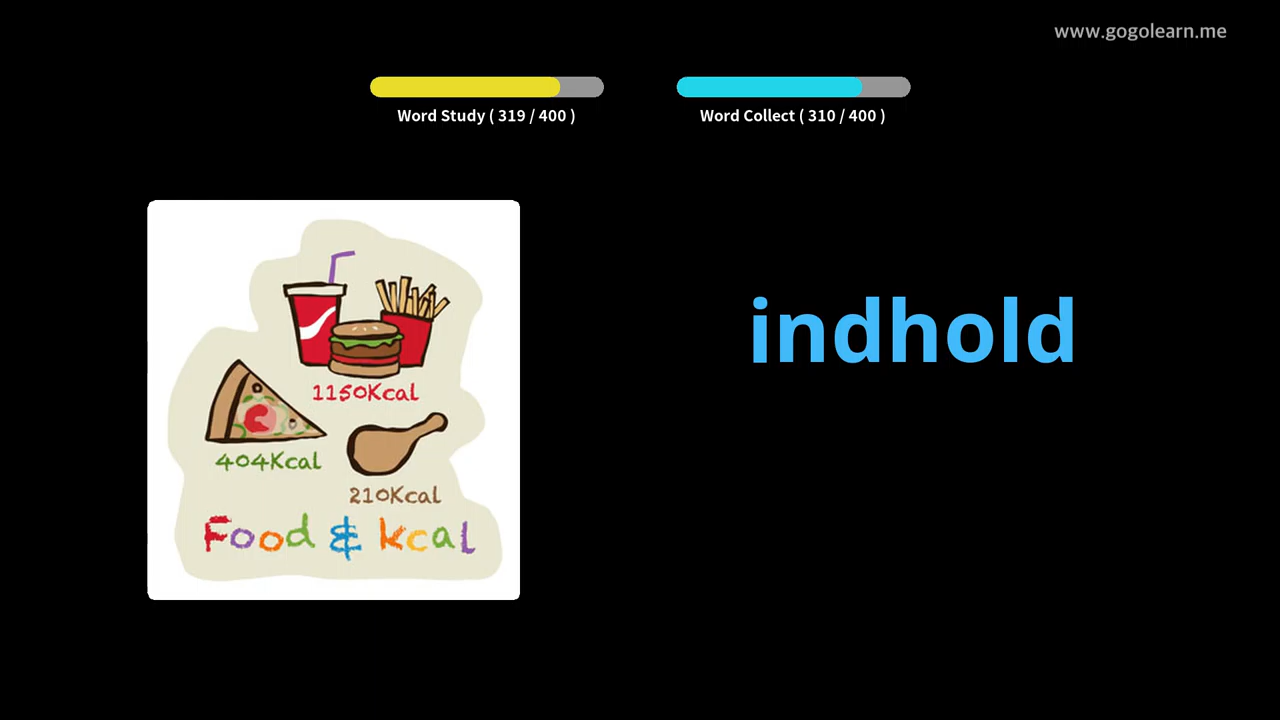 www.gogolearn.me
Word Study ( 319 / 400 )
Word Collect ( 310 / 400 )
indhold
1150Kcal
404Kcal
210Kcal
Food & kcal